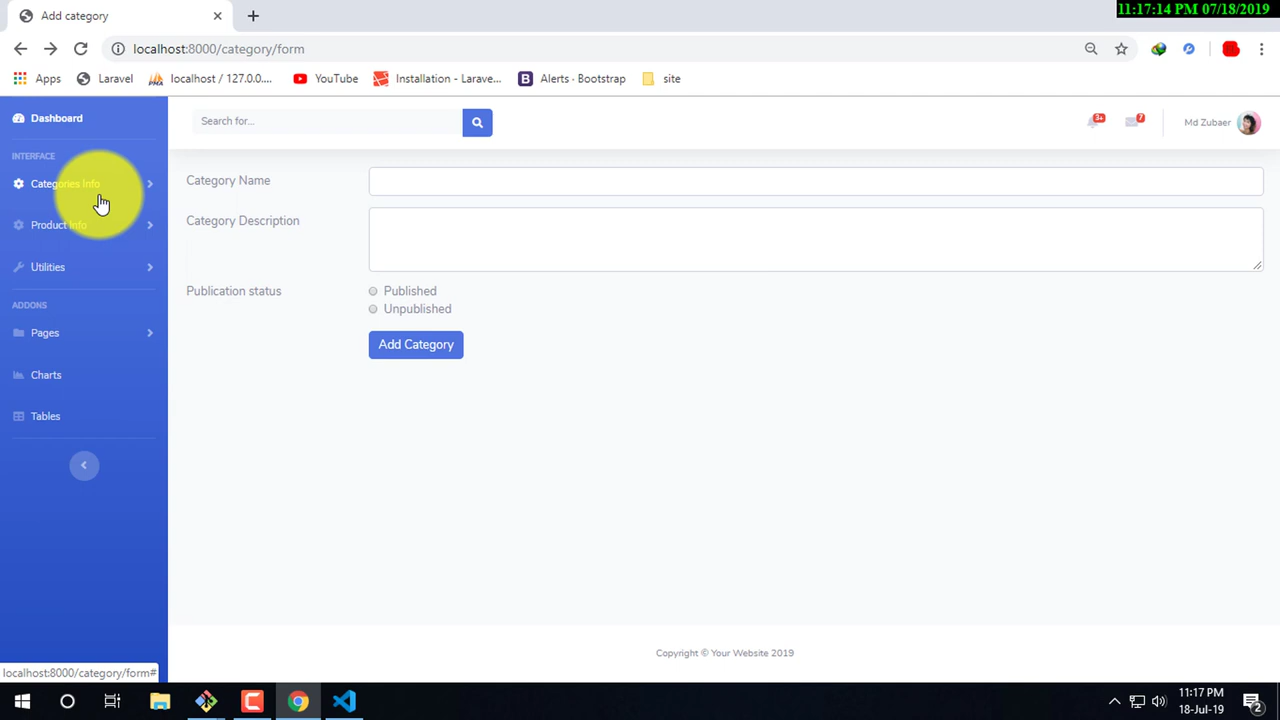 11:17:14 PM 07/18/2019
Add category
localhost:8000/category/form
Apps
Laravel
localhost / 127.0.0....
YouTube
Installation - Larave...
Alerts · Bootstrap
site
Dashboard
Search for...
3+
7
Md Zubaer
INTERFACE
Categories Info
Product Info
Utilities
ADDONS
Pages
Charts
Tables
Category Name
Category Description
Publication status
Published
Unpublished
Add Category
Copyright © Your Website 2019
localhost:8000/category/form#
11:17 PM
18-Jul-19
2